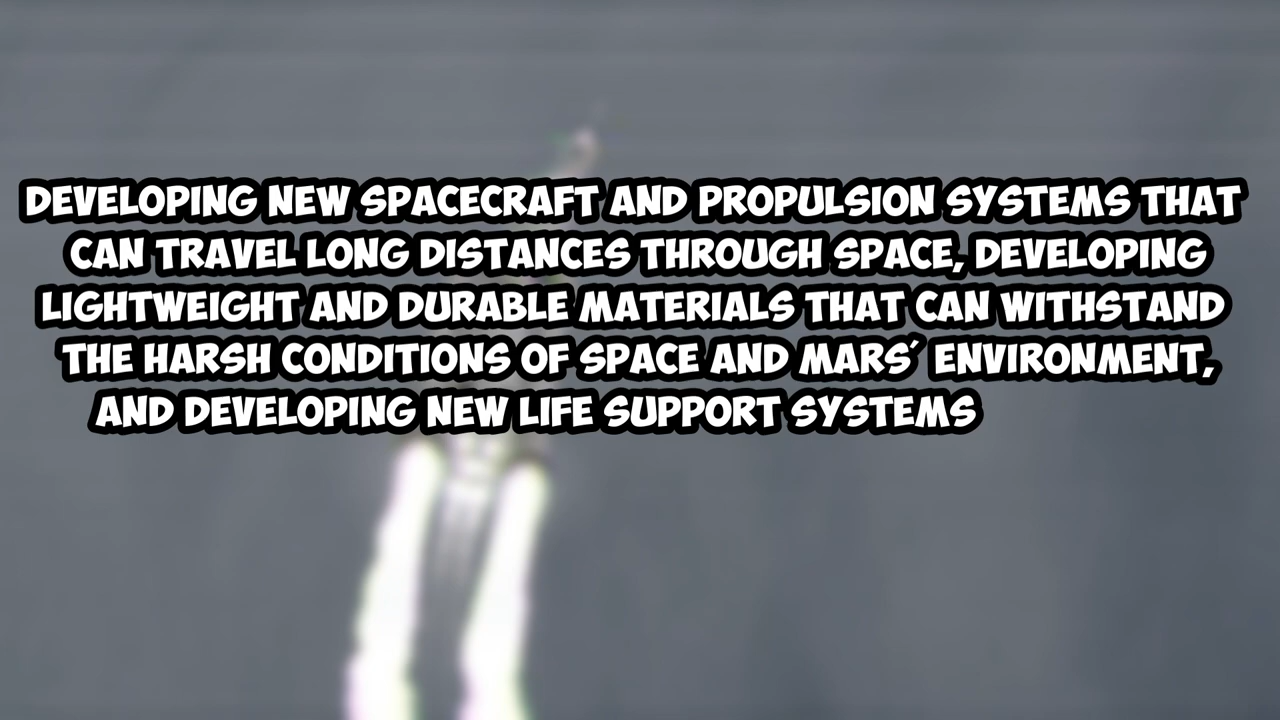 DEVELOPING NEW SPACECRAFT AND PROPULSION SYSTEMS THAT
CAN TRAVEL LONG DISTANCES THROUGH SPACE, DEVELOPING
LIGHTWEIGHT AND DURABLE MATERIALS THAT CAN WITHSTAND
THE HARSH CONDITIONS OF SPACE AND MARS' ENVIRONMENT,
AND DEVELOPING NEW LIFE SUPPORT SYSTEMS